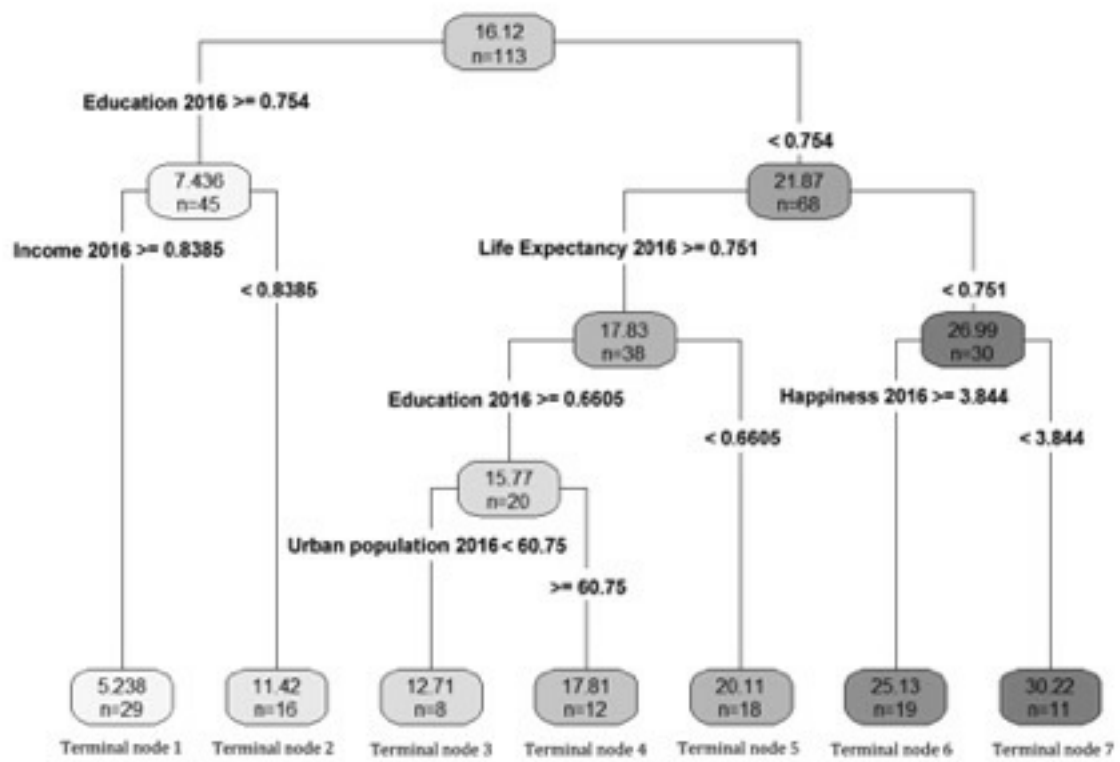 16.12
n=113
Education 2016 >= 0.754
< 0.754
7.436
n=45
21.87
n=68
Income 2016 >= 0.8385
< 0.8385
Life Expectancy 2016 >= 0.751
< 0.751
17.83
n=38
26.99
n=30
Education 2016 >= 0.6605
< 0.6605
Happiness 2016 >= 3.844
< 3.844
15.77
n=20
Urban population 2016 < 60.75
>= 60.75
5.238
n=29
11.42
n=16
12.71
n=8
17.81
n=12
20.11
n=18
25.13
n=19
30.22
n=11
Terminal node 1
Terminal node 2
Terminal node 3
Terminal node 4
Terminal node 5
Terminal node 6
Terminal node 7